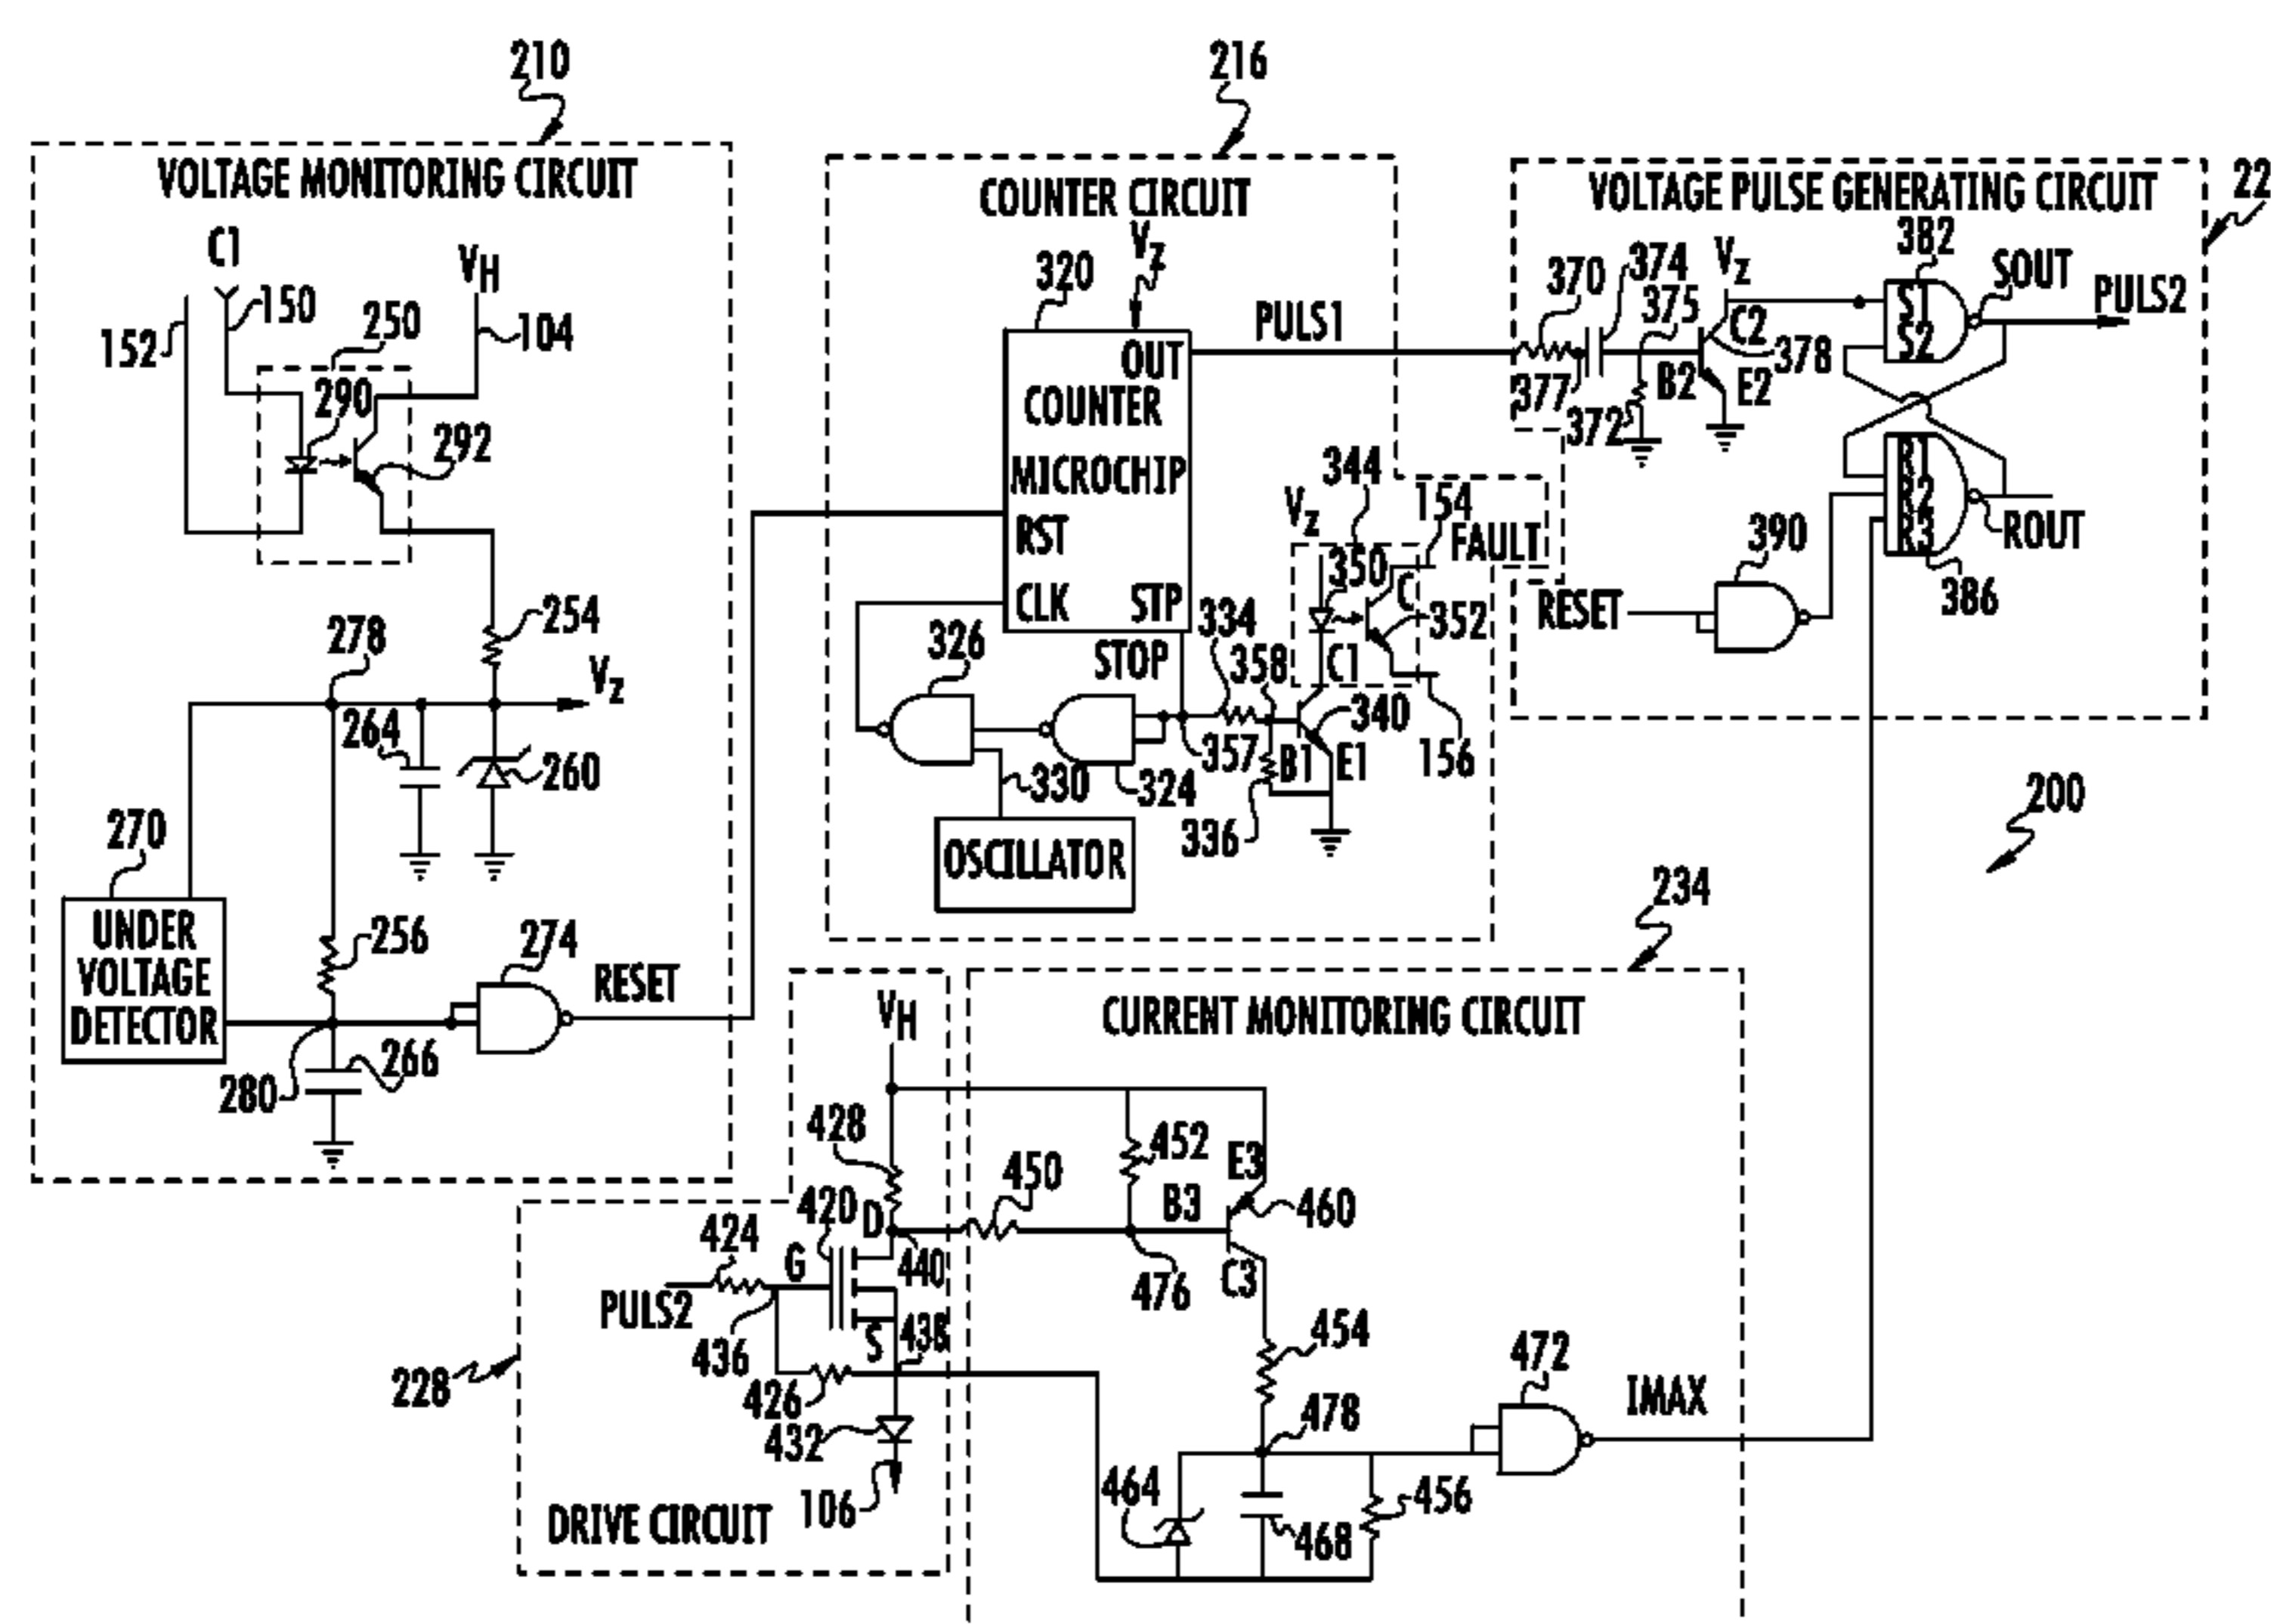 210
216
VOLTAGE MONITORING CIRCUIT
COUNTER CIRCUIT
VOLTAGE PULSE GENERATING CIRCUIT
22
C1
VH
Vz
320
382
SOUT
PULS2
150
250
104
152
290
292
PULS1
OUT
COUNTER
MICROCHIP
RST
CLK
STP
370
374
375
Vz
C2
S1
S2
378
377
372
B2
E2
344
154
FAULT
Vz
350
C
352
R1
R2
R3
ROUT
390
386
RESET
254
278
Vz
326
STOP
334
358
C1
340
264
260
330
324
357
B1
E1
156
336
OSCILLATOR
200
270
UNDER
VOLTAGE
DETECTOR
256
274
RESET
234
280
266
VH
CURRENT MONITORING CIRCUIT
428
450
452
E3
B3
460
420
D
424
G
440
476
C3
PULS2
436
S
438
454
228
426
432
478
472
IMAX
106
464
468
456
DRIVE CIRCUIT